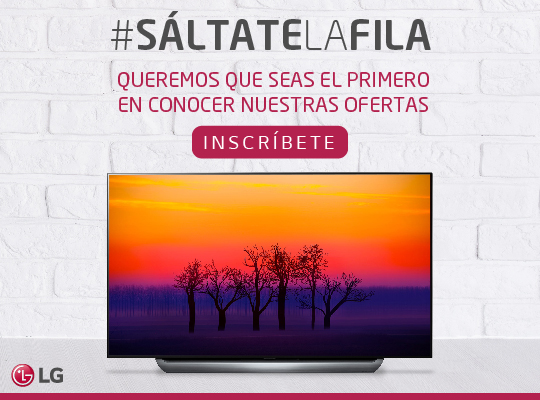 #SÁLTATELAFILA
QUEREMOS QUE SEAS EL PRIMERO
EN CONOCER NUESTRAS OFERTAS
INSCRÍBETE
LG